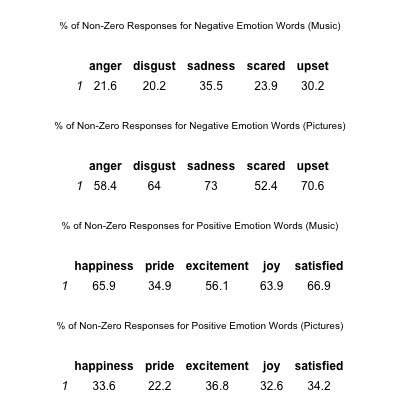 % of Non-Zero Responses for Negative Emotion Words (Music)
anger disgust sadness scared upset
1 21.6 20.2 35.5 23.9 30.2
% of Non-Zero Responses for Negative Emotion Words (Pictures)
anger disgust sadness scared upset
1 58.4 64 73 52.4 70.6
% of Non-Zero Responses for Positive Emotion Words (Music)
happiness pride excitement joy satisfied
1 65.9 34.9 56.1 63.9 66.9
% of Non-Zero Responses for Positive Emotion Words (Pictures)
happiness pride excitement joy satisfied
1 33.6 22.2 36.8 32.6 34.2